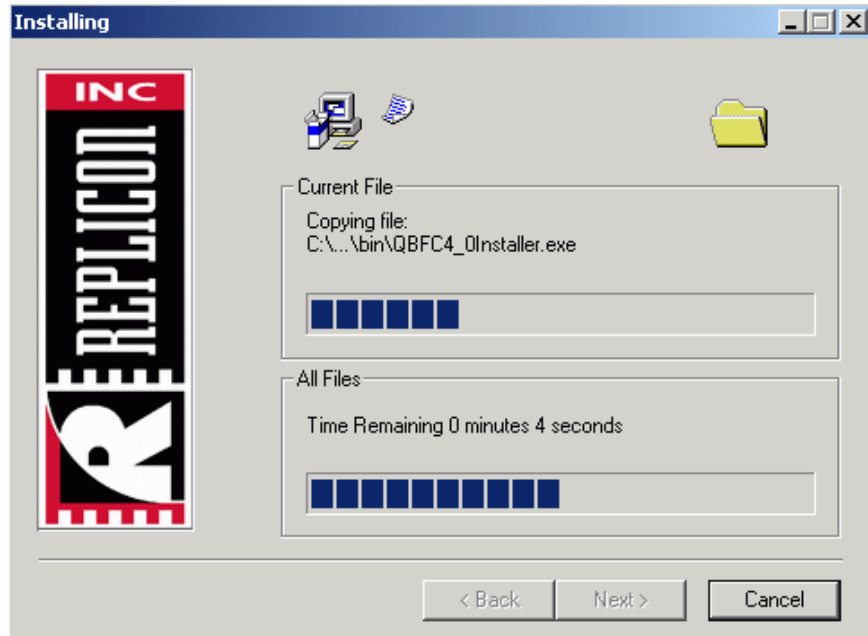 Installing
INC
REPLICON
R
Current File
Copying file:
C:\...\bin\QBFC4_0Installer.exe
All Files
Time Remaining 0 minutes 4 seconds
< Back
Next >
Cancel